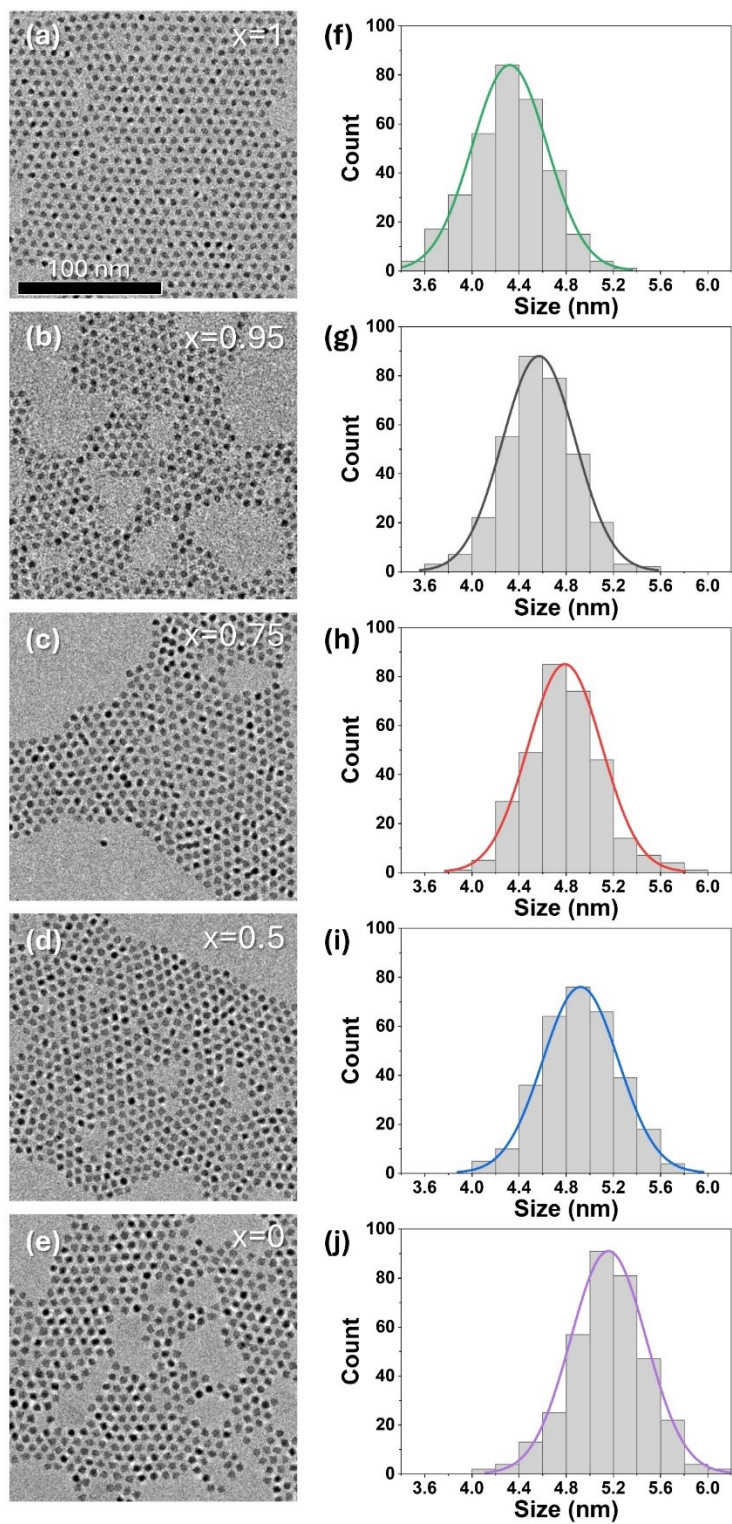 (a) x=1
100 nm
(f)
100
80
60
40
20
0
Count
3.6 4.0 4.4 4.8 5.2 5.6 6.0
Size (nm)
(b) x=0.95
(g)
100
80
60
40
20
0
Count
3.6 4.0 4.4 4.8 5.2 5.6 6.0
Size (nm)
(c) x=0.75
(h)
100
80
60
40
20
0
Count
3.6 4.0 4.4 4.8 5.2 5.6 6.0
Size (nm)
(d) x=0.5
(i)
100
80
60
40
20
0
Count
3.6 4.0 4.4 4.8 5.2 5.6 6.0
Size (nm)
(e) x=0
(j)
100
80
60
40
20
0
Count
3.6 4.0 4.4 4.8 5.2 5.6 6.0
Size (nm)